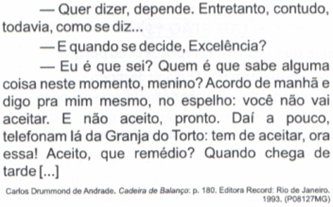 — Quer dizer, depende. Entretanto, contudo,
todavia, como se diz...
— E quando se decide, Excelência?
— Eu é que sei? Quem é que sabe alguma
coisa neste momento, menino? Acordo de manhã e
digo pra mim mesmo, no espelho: você não vai
aceitar. E não aceito, pronto. Daí a pouco,
telefonam lá da Granja do Torto: tem de aceitar, ora
essa! Aceito, que remédio? Quando chega de
tarde [...]
Carlos Drummond de Andrade. Cadeira de Balanço: p. 180. Editora Record: Rio de Janeiro.
1993. (P08127MG)